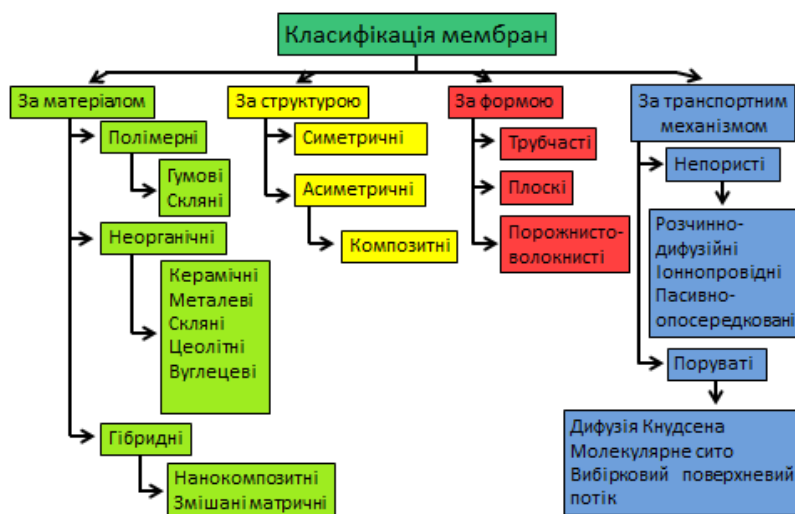 Класифікація мембран
За матеріалом
Полімерні
Гумові
Скляні
Неорганічні
Керамічні
Металеві
Скляні
Цеолітні
Вуглецеві
Гібридні
Нанокомпозитні
Змішані матричні
За структурою
Симетричні
Асиметричні
Композитні
За формою
Трубчасті
Плоскі
Порожнисто-
волокнисті
За транспортним
механізмом
Непористі
Розчинно-
дифузійні
Іоннопровідні
Пасивно-
опосередковані
Поруваті
Дифузія Кнудсена
Молекулярне сито
Вибірковий поверхневий
потік